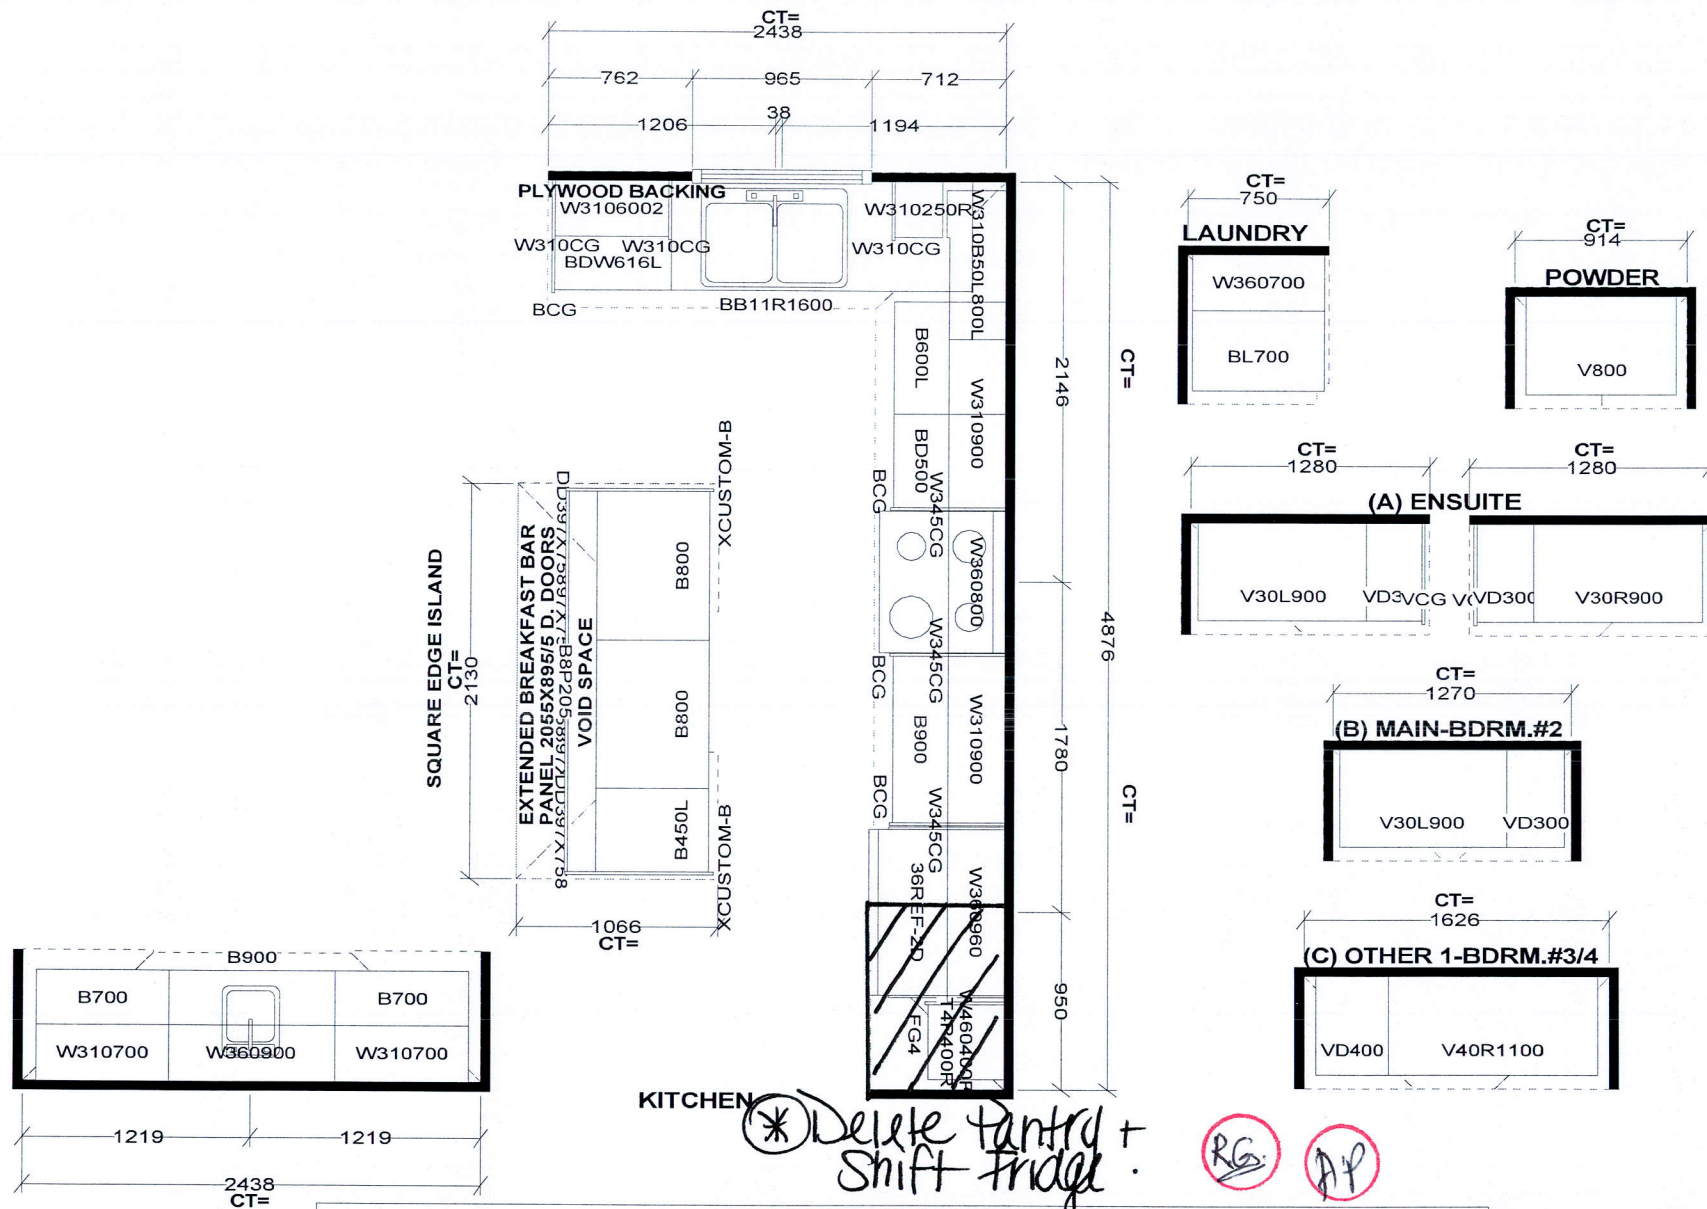 CT=
2438
762
965
712
38
1206
1194
PLYWOOD BACKING
W3106002
W310CG
W310CG
BDW616L
BCG
BB11R1600
W310250R
W310CG
W310B50L800L
B600L
W310900
BD500
BCG
W345CG
W360800
BCG
W345CG
B900
W310900
BCG
W345CG
36REF-2D
W360960
FG4
T4R400R
W460400R
2146
CT=
4876
1780
CT=
950
SQUARE EDGE ISLAND
CT=
2130
EXTENDED BREAKFAST BAR
PANEL 2055X895/5 D. DOORS
VOID SPACE
B800
B800
B450L
XCUSTOM-B
XCUSTOM-B
1066
CT=
B900
B700
B700
W310700
W360900
W310700
1219
1219
2438
CT=
KITCHEN
* Delete Pantry +
Shift Fridge.
RG.
AP
CT=
750
LAUNDRY
W360700
BL700
CT=
914
POWDER
V800
CT=
1280
CT=
1280
(A) ENSUITE
V30L900
VD3
VCG
VD300
V30R900
CT=
1270
(B) MAIN-BDRM.#2
V30L900
VD300
CT=
1626
(C) OTHER 1-BDRM.#3/4
VD400
V40R1100